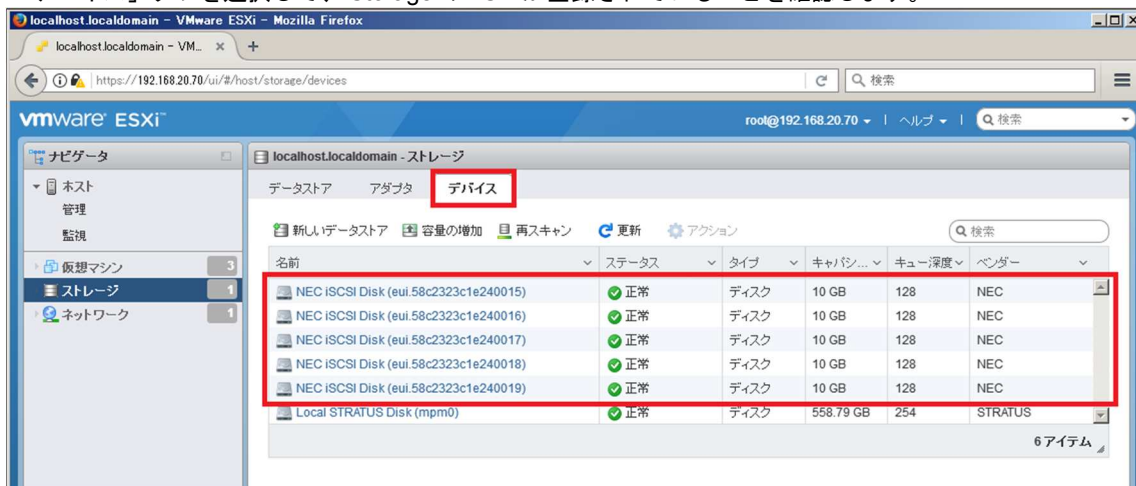 localhost.localdomain - VMware ESXi - Mozilla Firefox
localhost.localdomain - VM... × +
https://192.168.20.70/ui/#/host/storage/devices 検索
vmware ESXi™ root@192.168.20.70 ヘルプ 検索
ナビゲータ
ホスト
管理
監視
仮想マシン 3
ストレージ 1
ネットワーク 1
localhost.localdomain - ストレージ
データストア アダプタ デバイス
新しいデータストア 容量の増加 再スキャン 更新 アクション 検索
名前 ステータス タイプ キャパシ... キュー深度 ベンダー
NEC iSCSI Disk (eui.58c2323c1e240015) 正常 ディスク 10 GB 128 NEC
NEC iSCSI Disk (eui.58c2323c1e240016) 正常 ディスク 10 GB 128 NEC
NEC iSCSI Disk (eui.58c2323c1e240017) 正常 ディスク 10 GB 128 NEC
NEC iSCSI Disk (eui.58c2323c1e240018) 正常 ディスク 10 GB 128 NEC
NEC iSCSI Disk (eui.58c2323c1e240019) 正常 ディスク 10 GB 128 NEC
Local STRATUS Disk (mpm0) 正常 ディスク 558.79 GB 254 STRATUS
6 アイテム